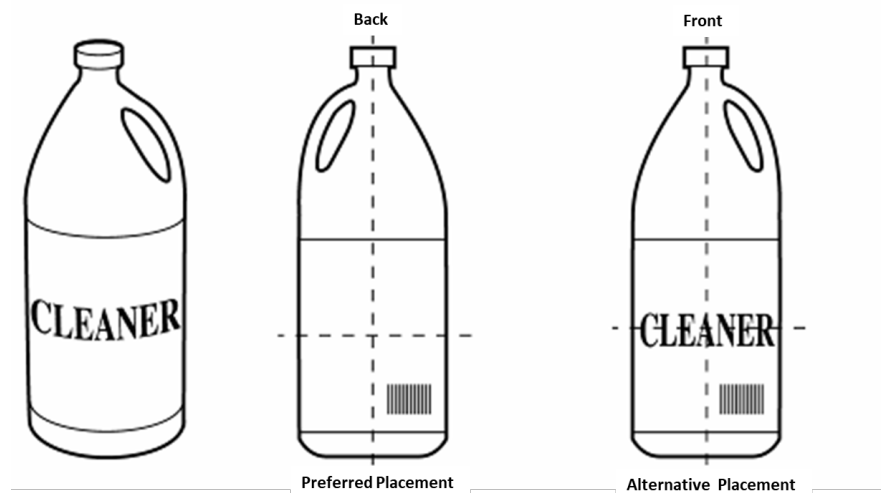 Back
Front
CLEANER
CLEANER
Preferred Placement
Alternative Placement